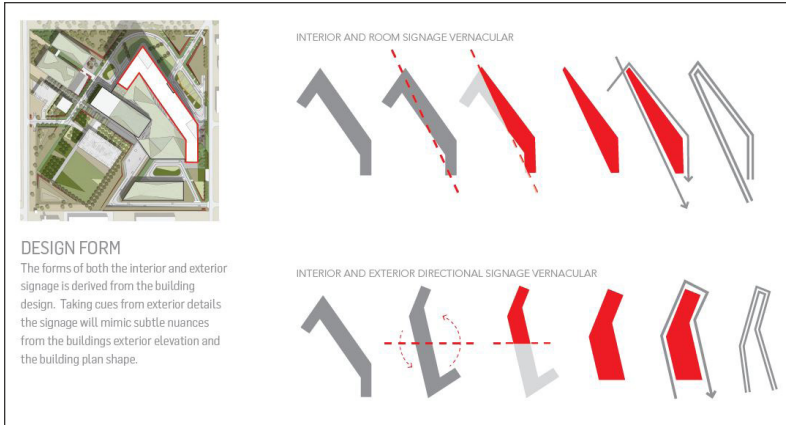 INTERIOR AND ROOM SIGNAGE VERNACULAR
DESIGN FORM
The forms of both the interior and exterior
signage is derived from the building
design. Taking cues from exterior details
the signage will mimic subtle nuances
from the buildings exterior elevation and
the building plan shape.
INTERIOR AND EXTERIOR DIRECTIONAL SIGNAGE VERNACULAR